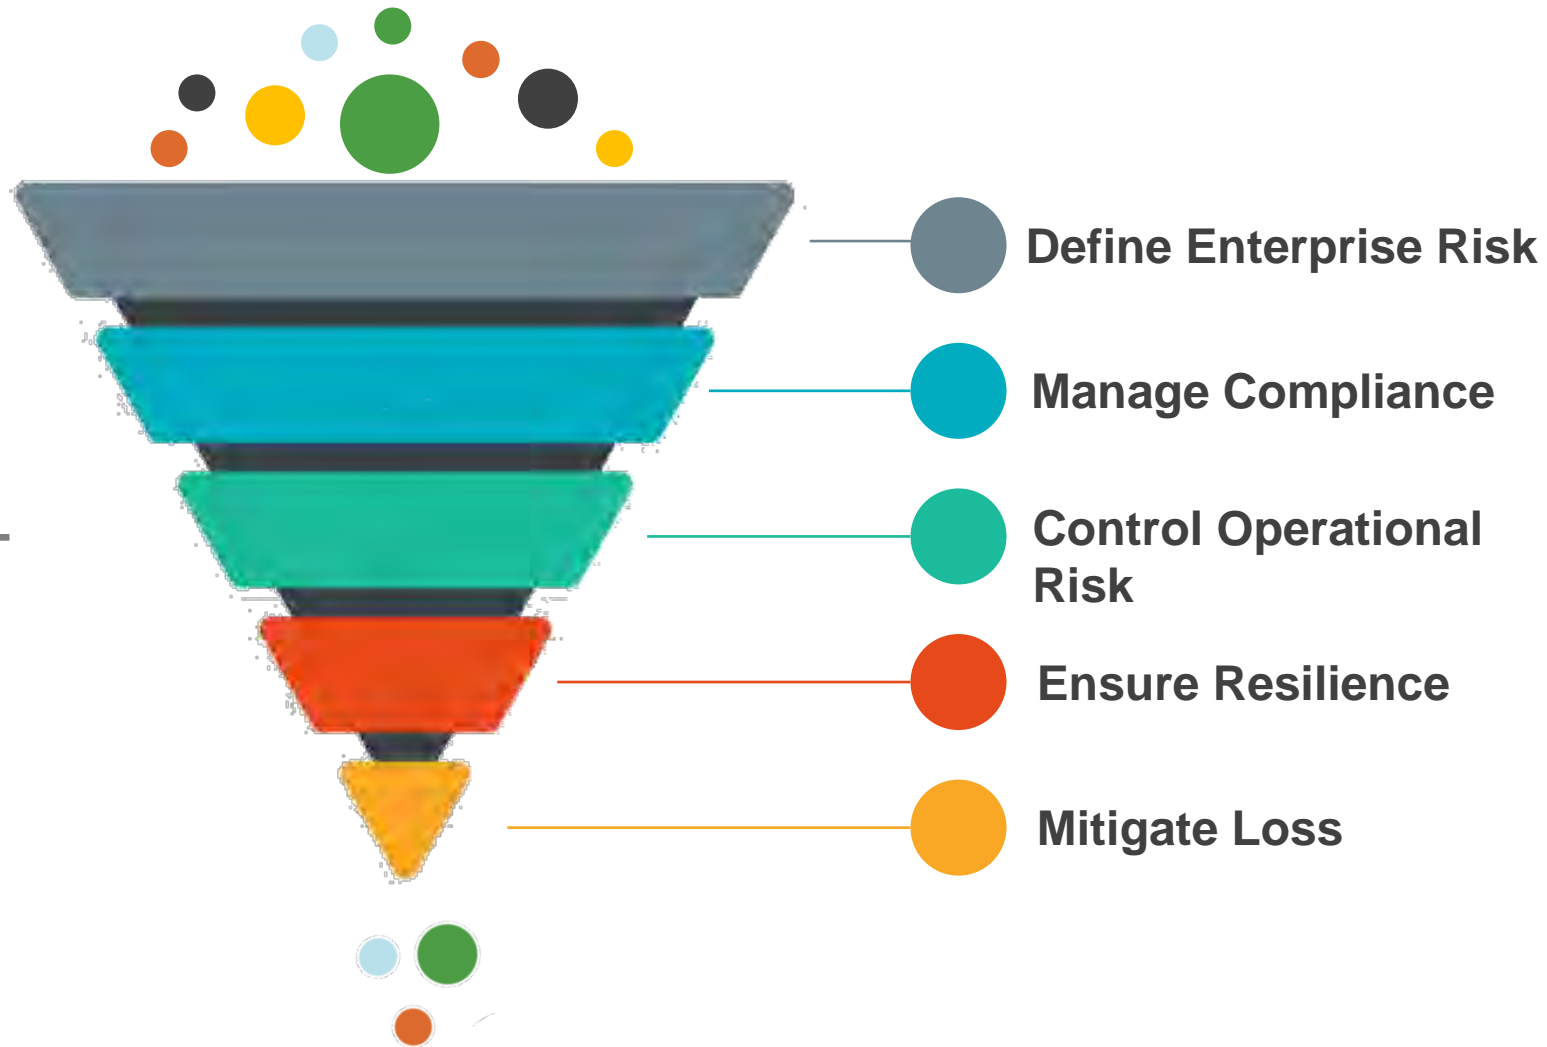 Define Enterprise Risk
Manage Compliance
Control Operational
Risk
Ensure Resilience
Mitigate Loss